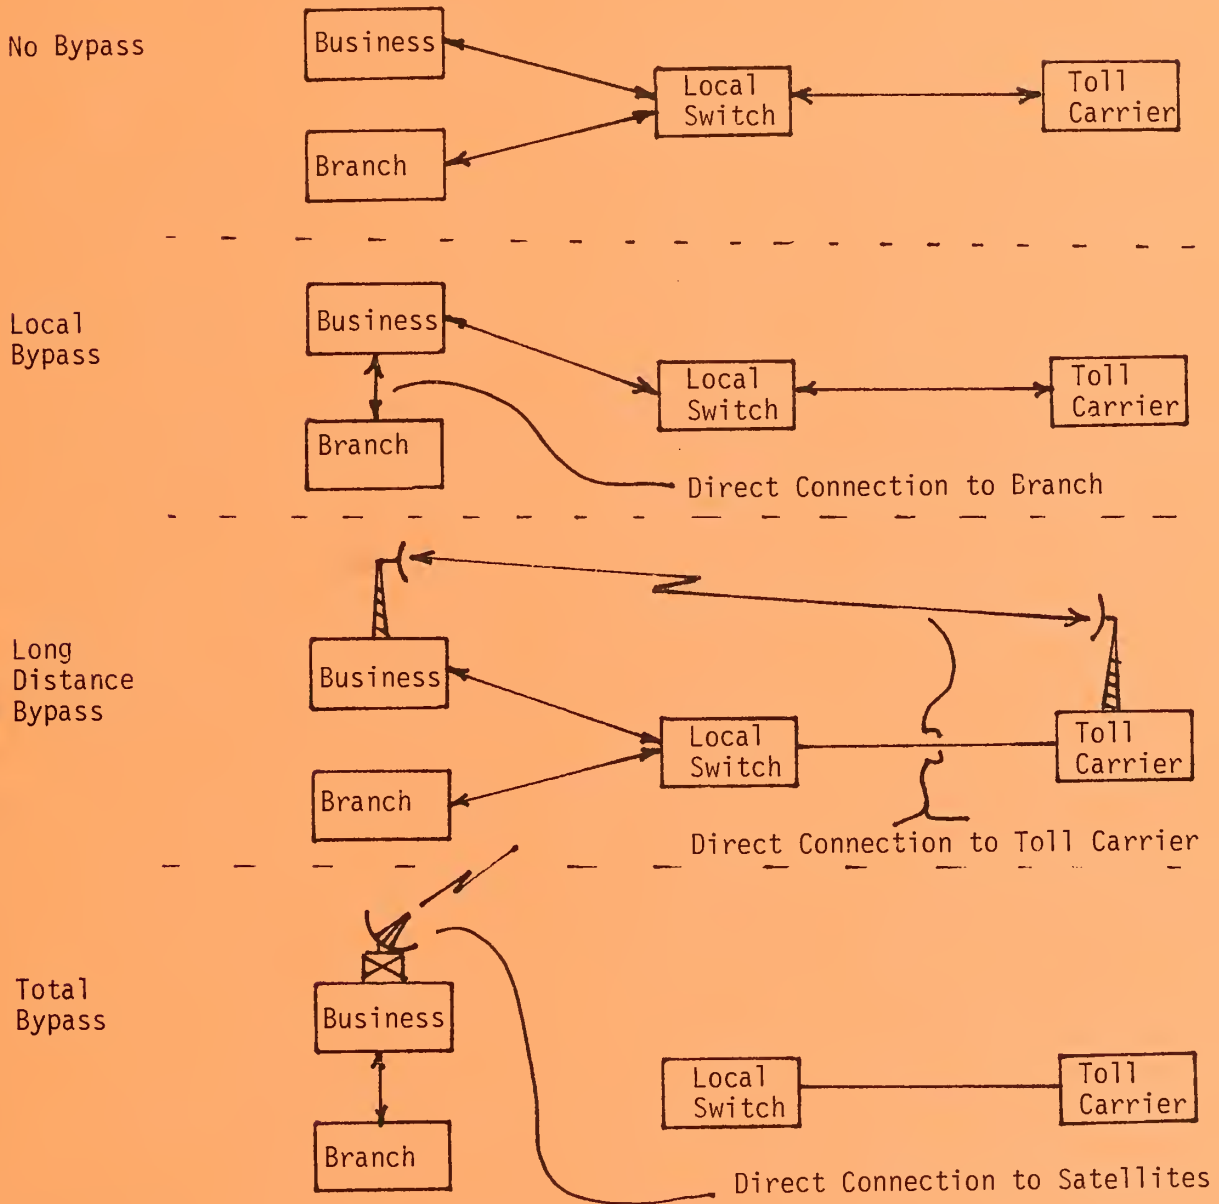 No Bypass
Business
Local
Switch
Toll
Carrier
Branch
Local
Bypass
Business
Local
Switch
Toll
Carrier
Branch
Direct Connection to Branch
Long
Distance
Bypass
Business
Local
Switch
Toll
Carrier
Branch
Direct Connection to Toll Carrier
Total
Bypass
Business
Local
Switch
Toll
Carrier
Branch
Direct Connection to Satellites